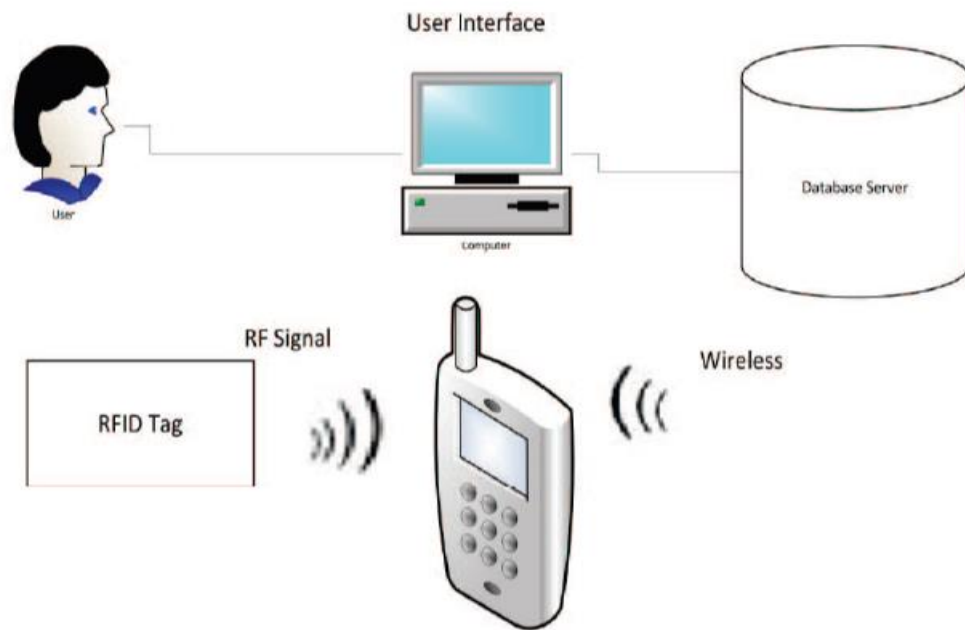 User Interface
User
Computer
Database Server
RF Signal
Wireless
RFID Tag